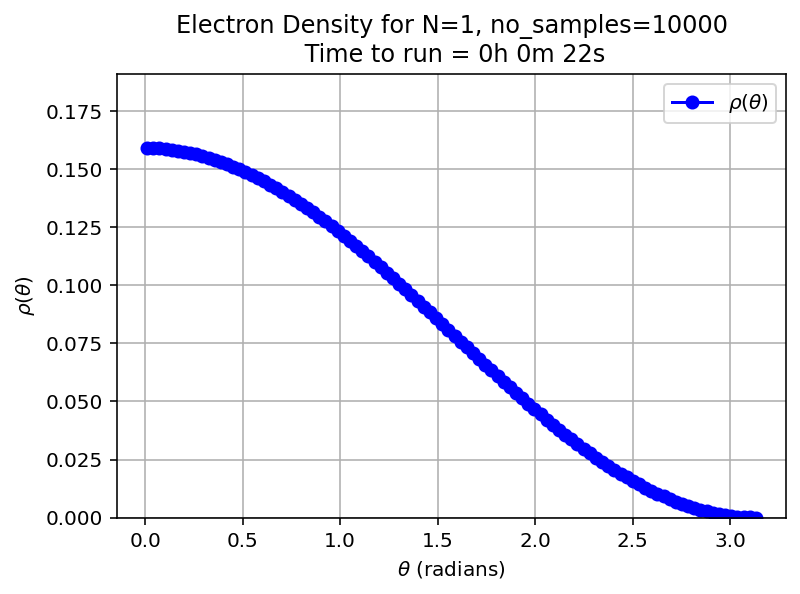 Electron Density for N=1, no_samples=10000
Time to run = 0h 0m 22s
ρ(θ)
0.175
0.150
0.125
0.100
0.075
0.050
0.025
0.000
ρ(θ)
0.0 0.5 1.0 1.5 2.0 2.5 3.0
θ (radians)